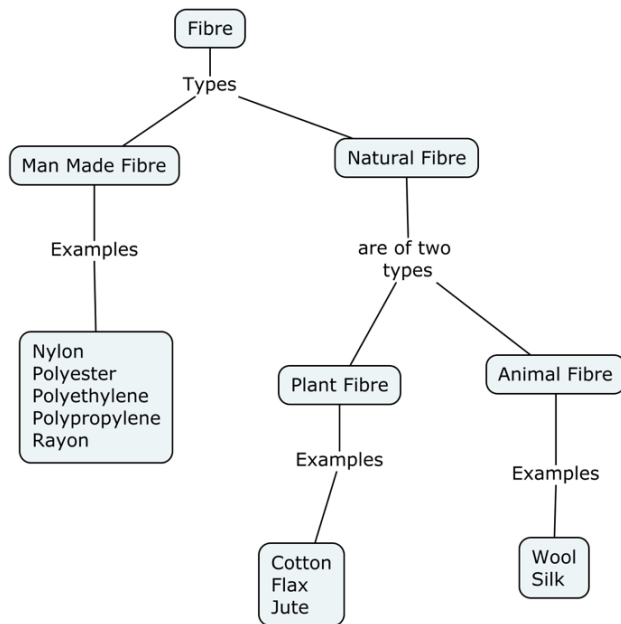 Fibre
Types
Man Made Fibre
Natural Fibre
Examples
are of two
types
Nylon
Polyester
Polyethylene
Polypropylene
Rayon
Plant Fibre
Animal Fibre
Examples
Examples
Cotton
Flax
Jute
Wool
Silk